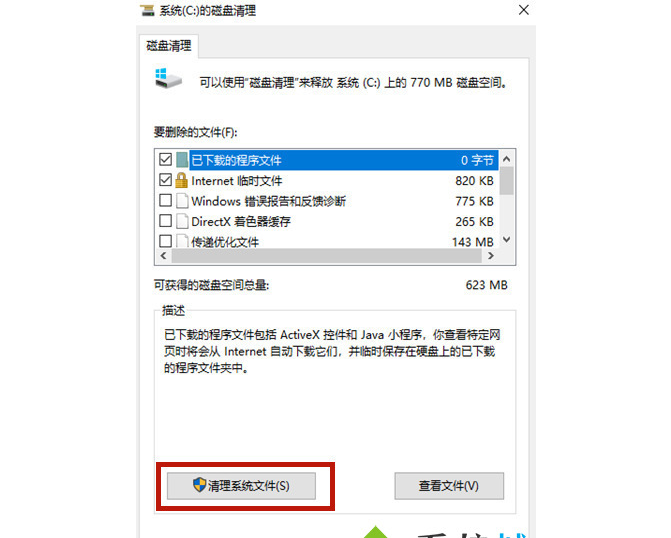 系统(C:)的磁盘清理
磁盘清理
可以使用"磁盘清理"来释放 系统 (C:) 上的 770 MB 磁盘空间。
要删除的文件(F):
已下载的程序文件 0 字节
Internet 临时文件 820 KB
Windows 错误报告和反馈诊断 775 KB
DirectX 着色器缓存 265 KB
传递优化文件 143 MB
可获得的磁盘空间总量: 623 MB
描述
已下载的程序文件包括 ActiveX 控件和 Java 小程序，你查看特定网
页时将会从 Internet 自动下载它们，并临时保存在硬盘上的已下载
的程序文件夹中。
清理系统文件(S) 查看文件(V)